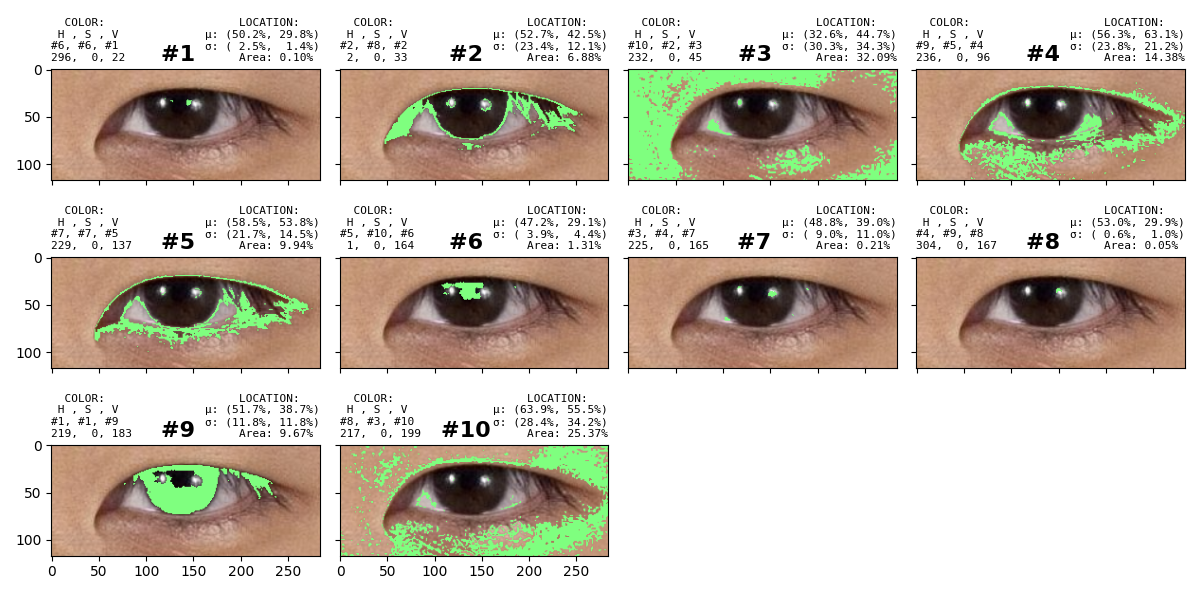 COLOR: LOCATION:
H , S , V μ: (50.2%, 29.8%)
#6, #6, #1 #1 σ: ( 2.5%, 1.4%)
296, 0, 22 Area: 0.10%
COLOR: LOCATION:
H , S , V μ: (52.7%, 42.5%)
#2, #8, #2 #2 σ: (23.4%, 12.1%)
2, 0, 33 Area: 6.88%
COLOR: LOCATION:
H , S , V μ: (32.6%, 44.7%)
#10, #2, #3 #3 σ: (30.3%, 34.3%)
232, 0, 45 Area: 32.09%
COLOR: LOCATION:
H , S , V μ: (56.3%, 63.1%)
#9, #5, #4 #4 σ: (23.8%, 21.2%)
236, 0, 96 Area: 14.38%
0
50
100
COLOR: LOCATION:
H , S , V μ: (58.5%, 53.8%)
#7, #7, #5 #5 σ: (21.7%, 14.5%)
229, 0, 137 Area: 9.94%
COLOR: LOCATION:
H , S , V μ: (47.2%, 29.1%)
#5, #10, #6 #6 σ: ( 3.9%, 4.4%)
1, 0, 164 Area: 1.31%
COLOR: LOCATION:
H , S , V μ: (48.8%, 39.0%)
#3, #4, #7 #7 σ: ( 9.0%, 11.0%)
225, 0, 165 Area: 0.21%
COLOR: LOCATION:
H , S , V μ: (53.0%, 29.9%)
#4, #9, #8 #8 σ: ( 0.6%, 1.0%)
304, 0, 167 Area: 0.05%
0
50
100
COLOR: LOCATION:
H , S , V μ: (51.7%, 38.7%)
#1, #1, #9 #9 σ: (11.8%, 11.8%)
219, 0, 183 Area: 9.67%
COLOR: LOCATION:
H , S , V μ: (63.9%, 55.5%)
#8, #3, #10 #10 σ: (28.4%, 34.2%)
217, 0, 199 Area: 25.37%
0
50
100
0 50 100 150 200 250
0 50 100 150 200 250